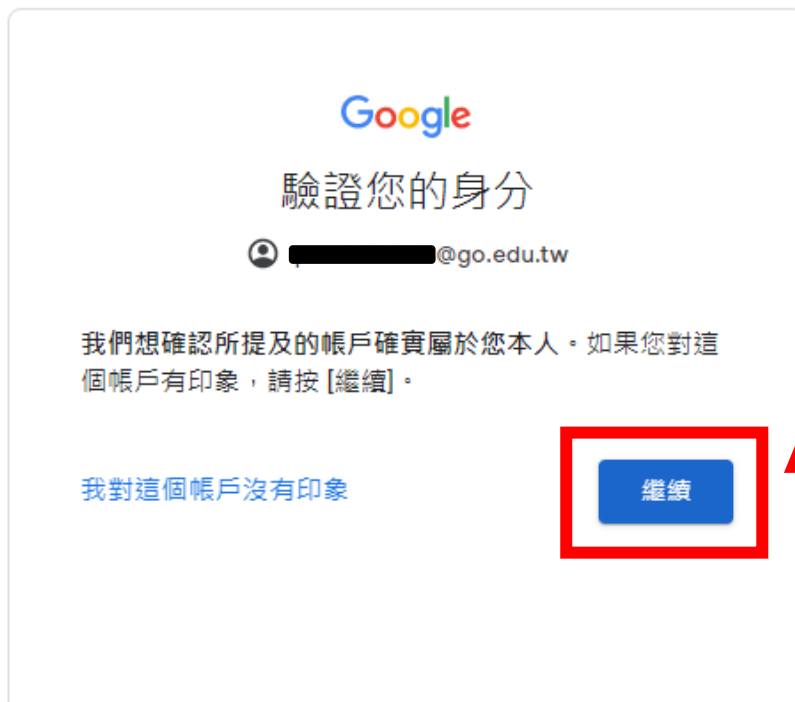 Google
驗證您的身分
@go.edu.tw
我們想確認所提及的帳戶確實屬於您本人。如果您對這
個帳戶有印象，請按 [繼續]。
我對這個帳戶沒有印象
繼續